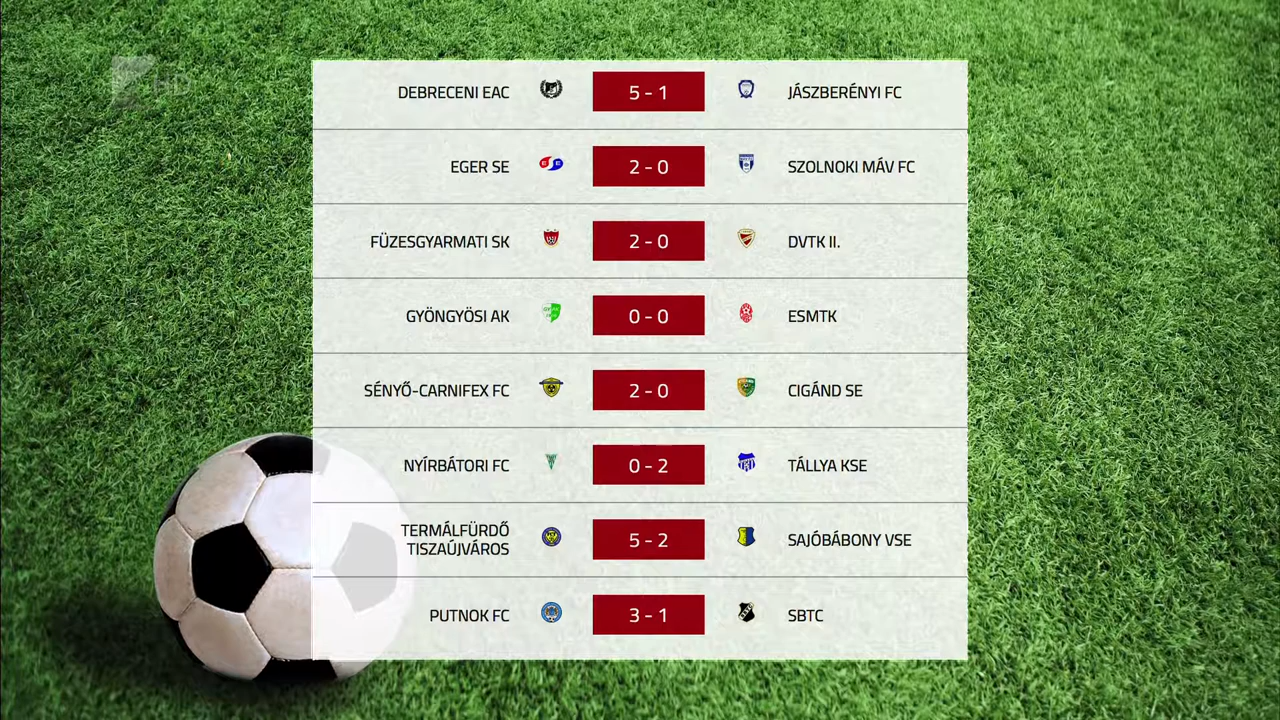 HD
DEBRECENI EAC 5 - 1 JÁSZBERÉNYI FC
EGER SE 2 - 0 SZOLNOKI MÁV FC
FÜZESGYARMATI SK 2 - 0 DVTK II.
GYÖNGYÖSI AK 0 - 0 ESMTK
SÉNYŐ-CARNIFEX FC 2 - 0 CIGÁND SE
NYÍRBÁTORI FC 0 - 2 TÁLLYA KSE
TERMÁLFÜRDŐ
TISZAÚJVÁROS 5 - 2 SAJÓBÁBONY VSE
PUTNOK FC 3 - 1 SBTC